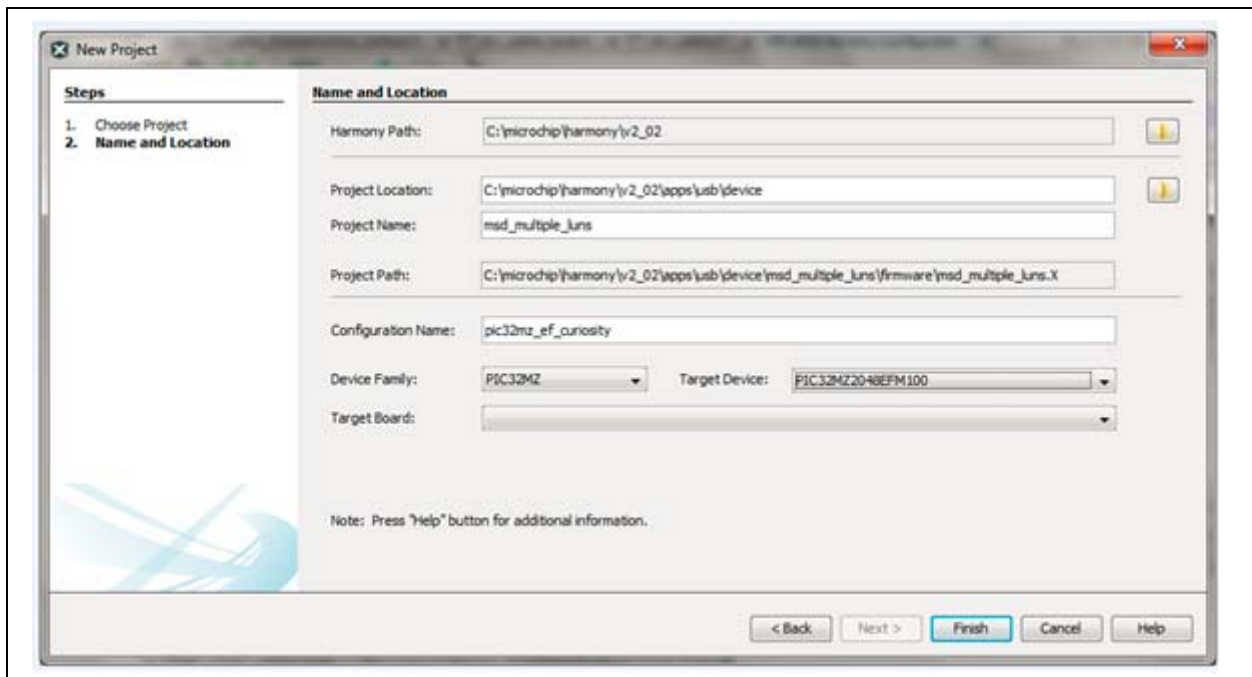 New Project
Steps
1. Choose Project
2. Name and Location
Name and Location
Harmony Path: C:\microchip\harmony\v2_02
Project Location: C:\microchip\harmony\v2_02\apps\usb\device
Project Name: msd_multiple_luns
Project Path: C:\microchip\harmony\v2_02\apps\usb\device\msd_multiple_luns\firmware\msd_multiple_luns.X
Configuration Name: pic32mz_ef_curiosity
Device Family: PIC32MZ Target Device: PIC32MZ2048EFM100
Target Board:
Note: Press "Help" button for additional information.
< Back Next > Finish Cancel Help